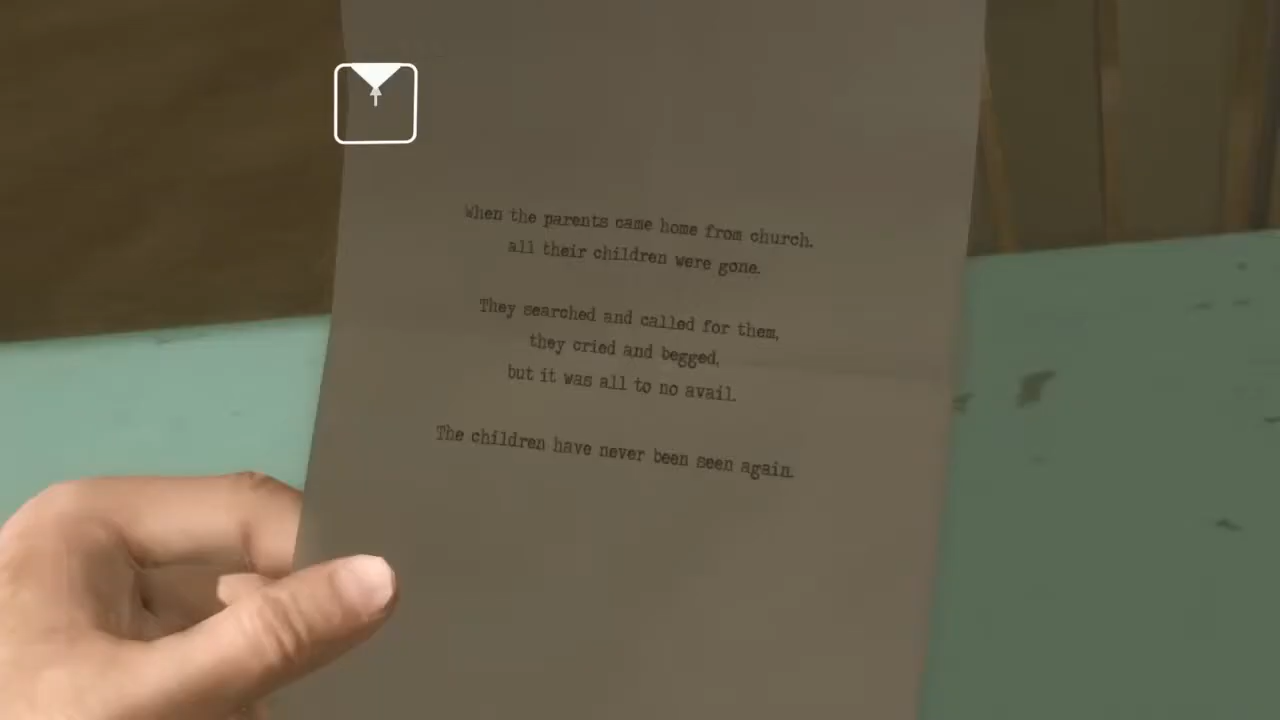 When the parents came home from church.
all their children were gone.
They searched and called for them,
they cried and begged,
but it was all to no avail.
The children have never been seen again.